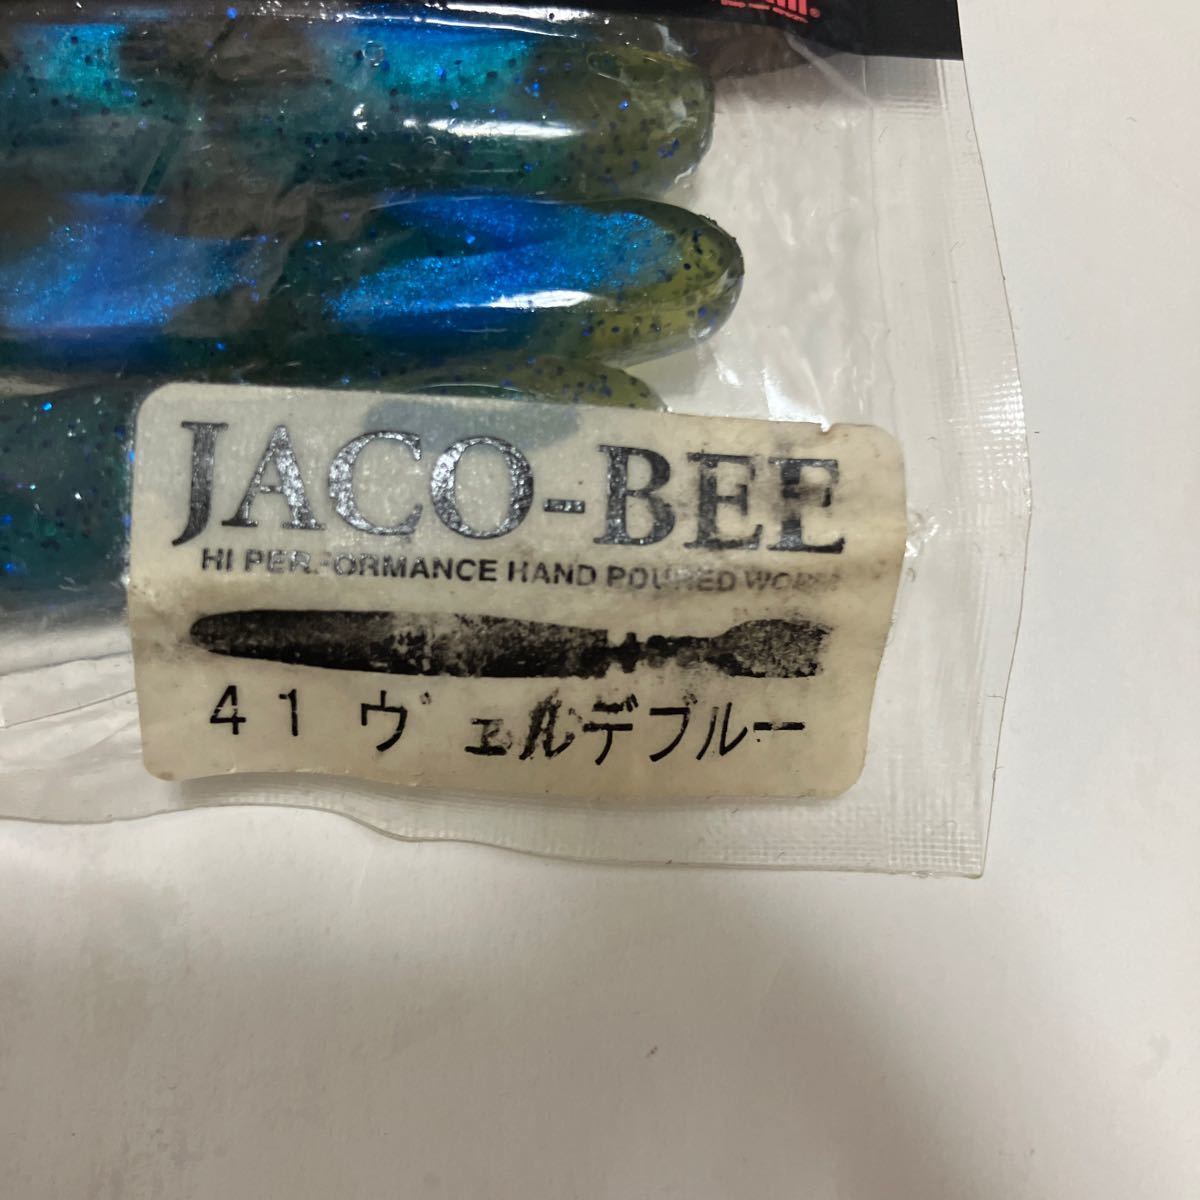 JACO-BEE
HI PERFORMANCE HAND POURED WORM
41 ヴェルデブルー